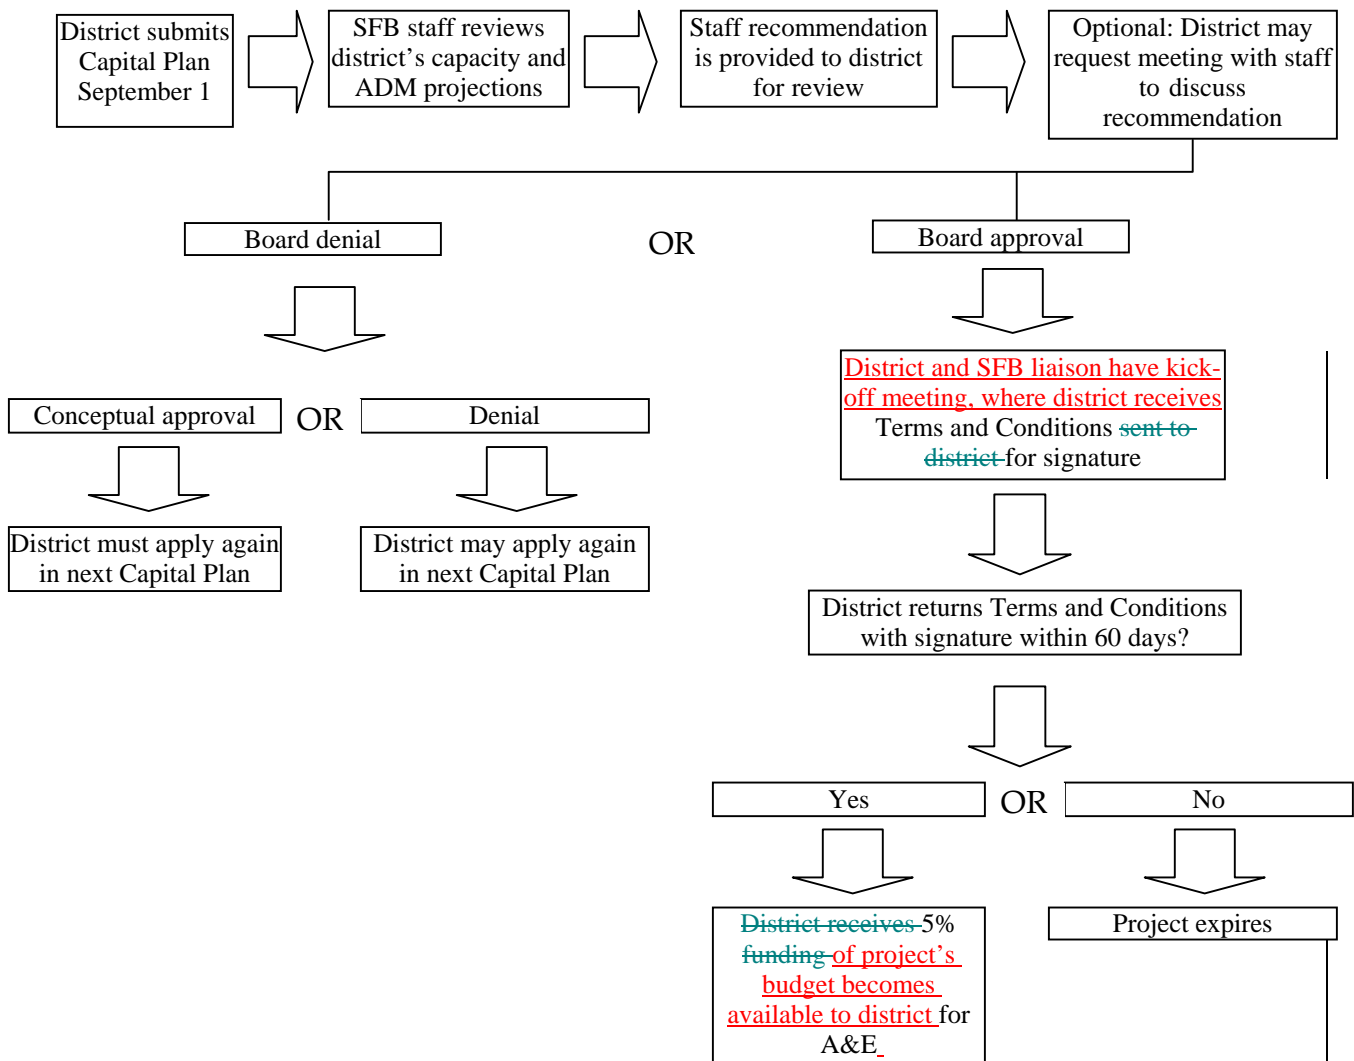 District submits
Capital Plan
September 1
SFB staff reviews
district's capacity and
ADM projections
Staff recommendation
is provided to district
for review
Optional: District may
request meeting with staff
to discuss
recommendation
Board denial
OR
Board approval
District and SFB liaison have kick-
off meeting, where district receives
Terms and Conditions sent to
district for signature
Conceptual approval
OR
Denial
District must apply again
in next Capital Plan
District may apply again
in next Capital Plan
District returns Terms and Conditions
with signature within 60 days?
Yes
OR
No
District receives 5%
funding of project's
budget becomes
available to district for
A&E
Project expires